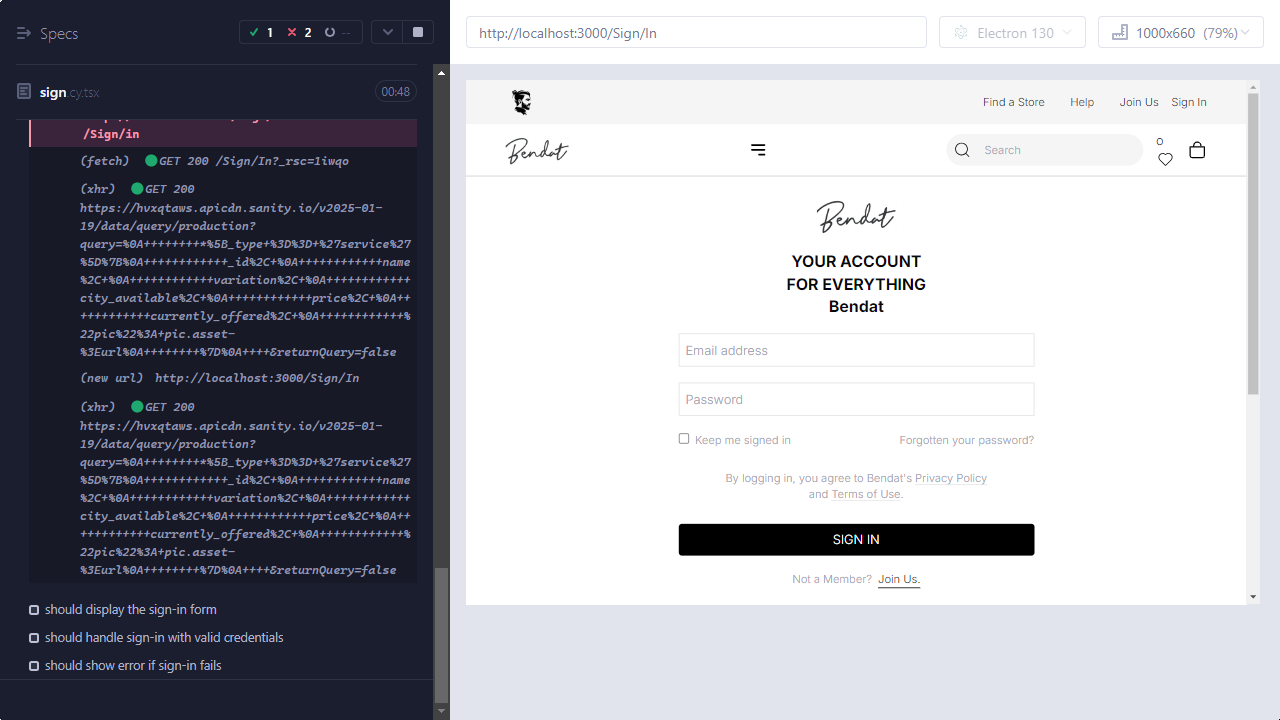 Specs
1
2
--
sign.cy.tsx
00:48
/Sign/in
(fetch) GET 200 /Sign/In?_rsc=1iwqo
(xhr) GET 200
https://hvxqtaws.apicdn.sanity.io/v2025-01-
19/data/query/production?
query=%0A++++++++*%5B_type+%3D%3D+%27service%27
%5D%7B%0A++++++++++++_id%2C+%0A++++++++++++name
%2C+%0A++++++++++++variation%2C+%0A++++++++++++
city_available%2C+%0A++++++++++++price%2C+%0A++
++++++++++currently_offered%2C+%0A++++++++++++%
22pic%22%3A+pic.asset-
%3Eurl%0A++++++++%7D%0A++++&returnQuery=false
(new url) http://localhost:3000/Sign/In
(xhr) GET 200
https://hvxqtaws.apicdn.sanity.io/v2025-01-
19/data/query/production?
query=%0A++++++++*%5B_type+%3D%3D+%27service%27
%5D%7B%0A++++++++++++_id%2C+%0A++++++++++++name
%2C+%0A++++++++++++variation%2C+%0A++++++++++++
city_available%2C+%0A++++++++++++price%2C+%0A++
++++++++++currently_offered%2C+%0A++++++++++++%
22pic%22%3A+pic.asset-
%3Eurl%0A++++++++%7D%0A++++&returnQuery=false
should display the sign-in form
should handle sign-in with valid credentials
should show error if sign-in fails
http://localhost:3000/Sign/In
Electron 130
1000x660 (79%)
Find a Store
Help
Join Us
Sign In
Bendat
Search
0
Bendat
YOUR ACCOUNT
FOR EVERYTHING
Bendat
Email address
Password
Keep me signed in
Forgotten your password?
By logging in, you agree to Bendat's Privacy Policy
and Terms of Use.
SIGN IN
Not a Member? Join Us.